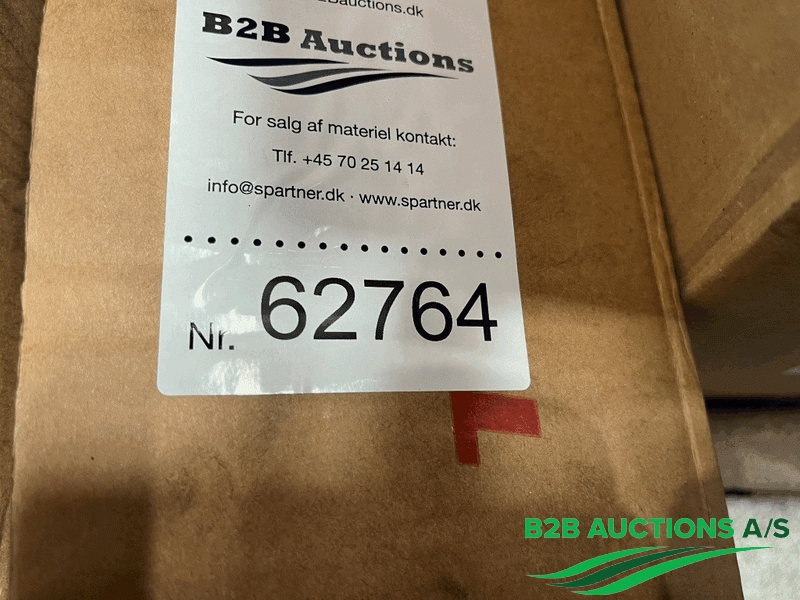 B2B Auctions
For salg af materiel kontakt:
Tlf. +45 70 25 14 14
info@spartner.dk · www.spartner.dk
Nr. 62764
B2B AUCTIONS A/S